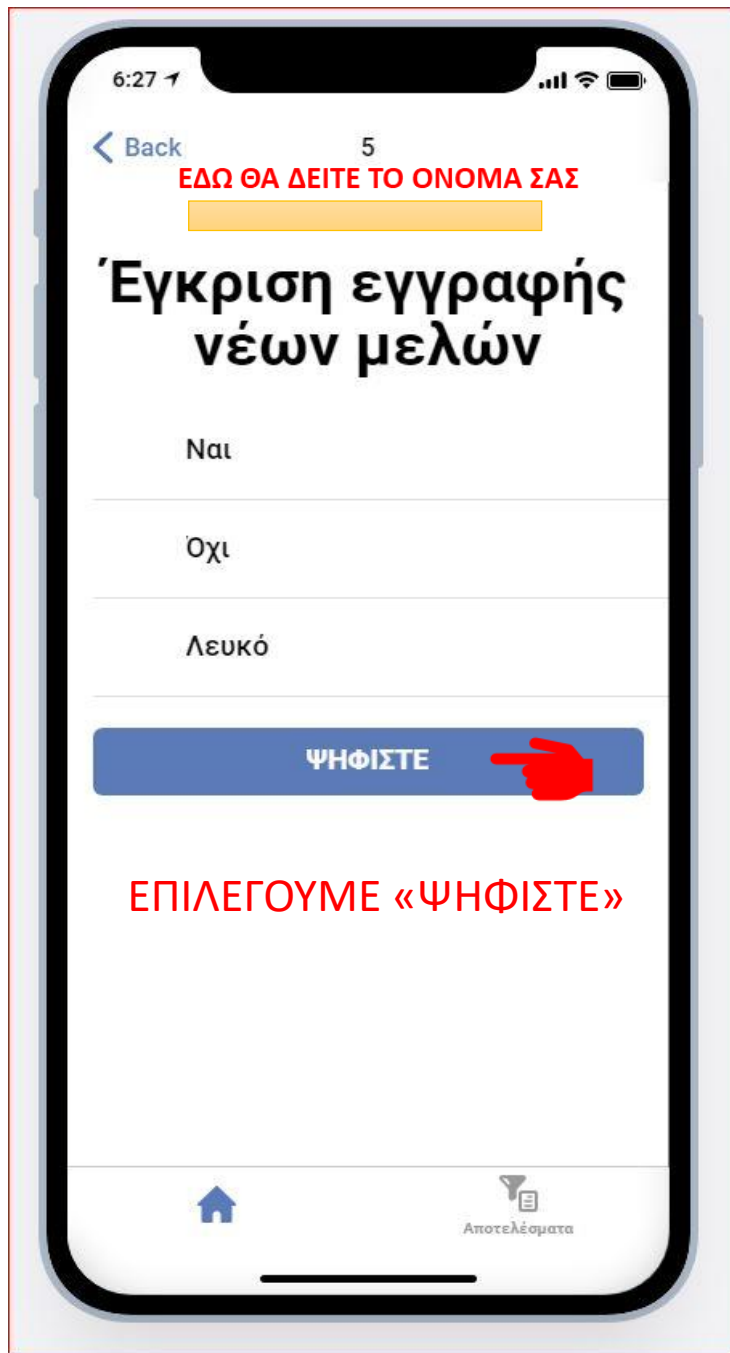 6:27
Back
5
ΕΔΩ ΘΑ ΔΕΙΤΕ ΤΟ ΟΝΟΜΑ ΣΑΣ
Έγκριση εγγραφής
νέων μελών
Ναι
Όχι
Λευκό
ΨΗΦΙΣΤΕ
ΕΠΙΛΕΓΟΥΜΕ «ΨΗΦΙΣΤΕ»
Αποτελέσματα